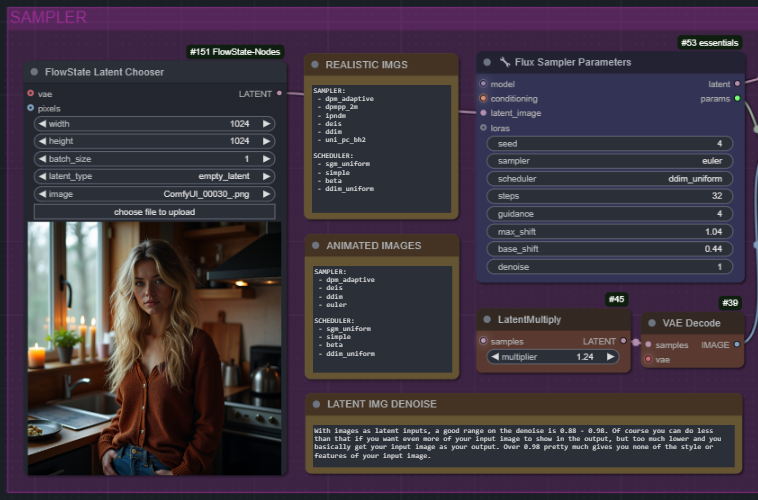 SAMPLER
#151 FlowState-Nodes
FlowState Latent Chooser
vae LATENT
pixels
width 1024
height 1024
batch_size 1
latent_type empty_latent
image ComfyUI_00030_.png
choose file to upload
REALISTIC IMGS
SAMPLER:
- dpm_adaptive
- dpmpp_2m
- ipndm
- deis
- ddim
- uni_pc_bh2
SCHEDULER:
- sgm_uniform
- simple
- beta
- ddim_uniform
ANIMATED IMAGES
SAMPLER:
- dpm_adaptive
- deis
- ddim
- euler
SCHEDULER:
- sgm_uniform
- simple
- beta
- ddim_uniform
#53 essentials
Flux Sampler Parameters
model latent
conditioning params
latent_image
loras
seed 4
sampler euler
scheduler ddim_uniform
steps 32
guidance 4
max_shift 1.04
base_shift 0.44
denoise 1
#45
LatentMultiply
samples LATENT
multiplier 1.24
#39
VAE Decode
samples IMAGE
vae
LATENT IMG DENOISE
With images as latent inputs, a good range on the denoise is 0.88 - 0.98. Of course you can do less
than that if you want even more of your input image to show in the output, but too much lower and you
basically get your input image as your output. Over 0.98 pretty much gives you none of the style or
features of your input image.